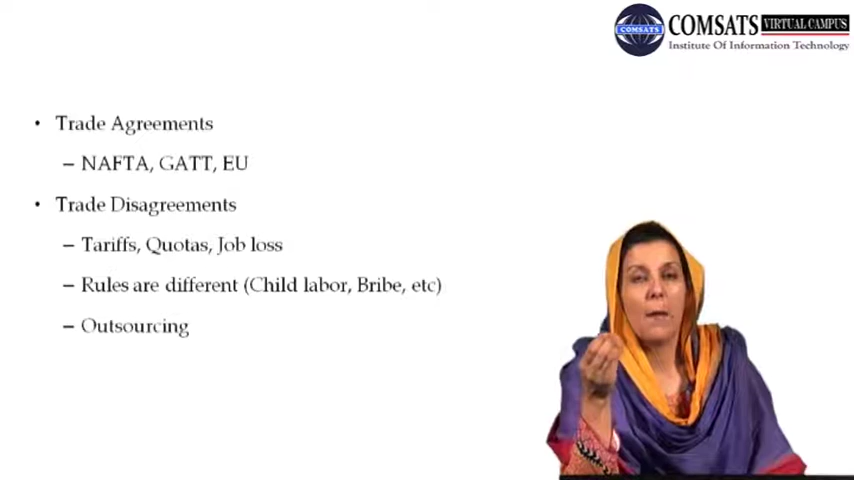 COMSATS VIRTUAL CAMPUS
Institute Of Information Technology
COMSATS
• Trade Agreements
– NAFTA, GATT, EU
• Trade Disagreements
– Tariffs, Quotas, Job loss
– Rules are different (Child labor, Bribe, etc)
– Outsourcing